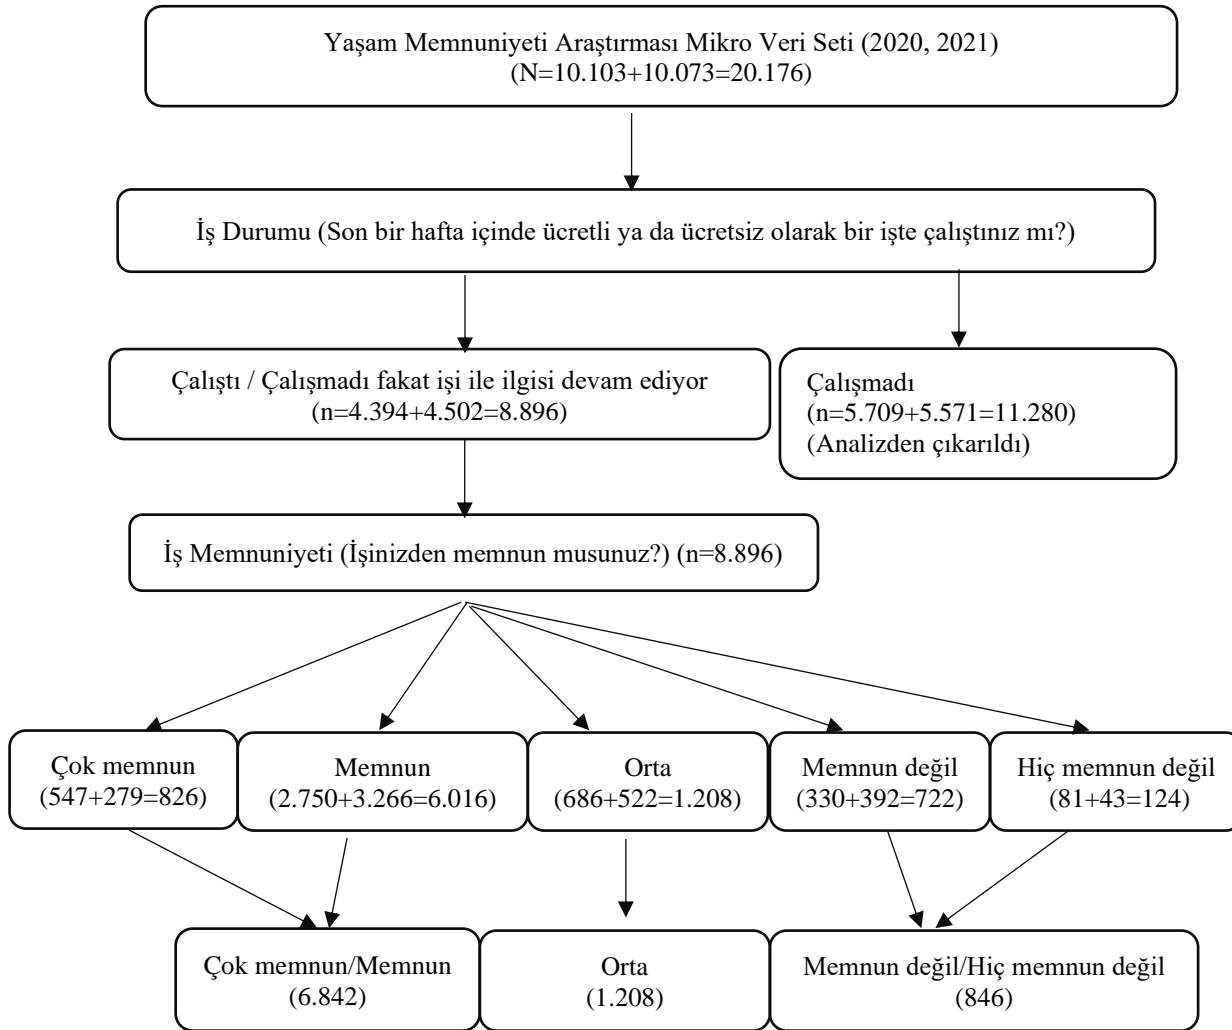 Yaşam Memnuniyeti Araştırması Mikro Veri Seti (2020, 2021)
(N=10.103+10.073=20.176)
İş Durumu (Son bir hafta içinde ücretli ya da ücretsiz olarak bir işte çalıştınız mı?)
Çalıştı / Çalışmadı fakat işi ile ilgisi devam ediyor
(n=4.394+4.502=8.896)
Çalışmadı
(n=5.709+5.571=11.280)
(Analizden çıkarıldı)
İş Memnuniyeti (İşinizden memnun musunuz?) (n=8.896)
Çok memnun
(547+279=826)
Memnun
(2.750+3.266=6.016)
Orta
(686+522=1.208)
Memnun değil
(330+392=722)
Hiç memnun değil
(81+43=124)
Çok memnun/Memnun
(6.842)
Orta
(1.208)
Memnun değil/Hiç memnun değil
(846)